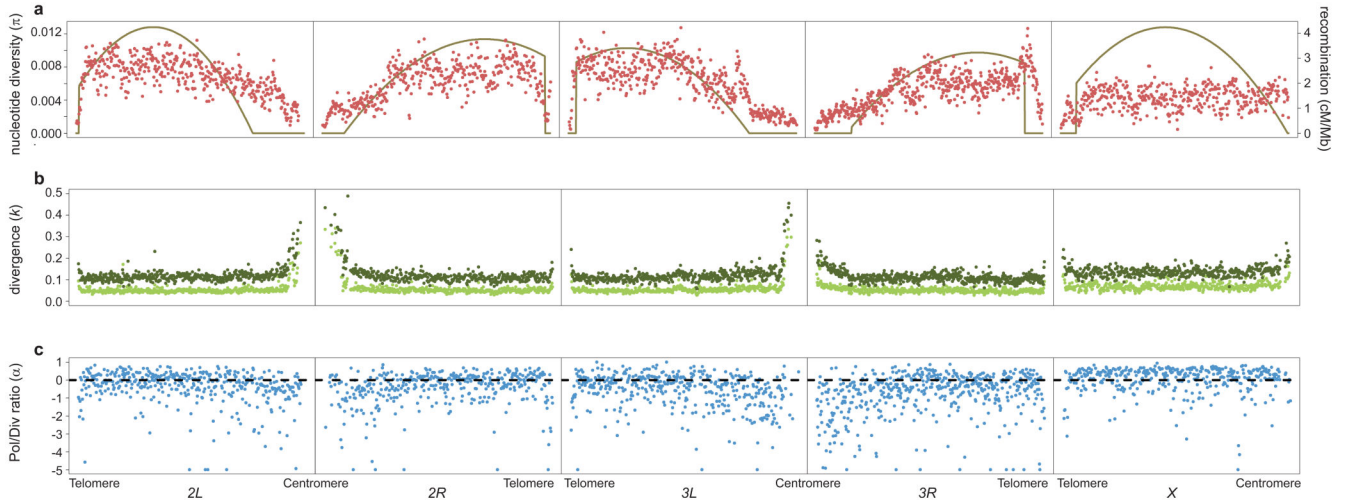 a
nucleotide diversity (π)
0.012
0.008
0.004
0.000
recombination (cM/Mb)
4
3
2
1
0
b
divergence (k)
0.5
0.4
0.3
0.2
0.1
0.0
c
Pol/Div ratio (α)
1
0
-1
-2
-3
-4
-5
Telomere
Centromere
Telomere
Telomere
Centromere
Telomere
Telomere
Centromere
2L
2R
3L
3R
X